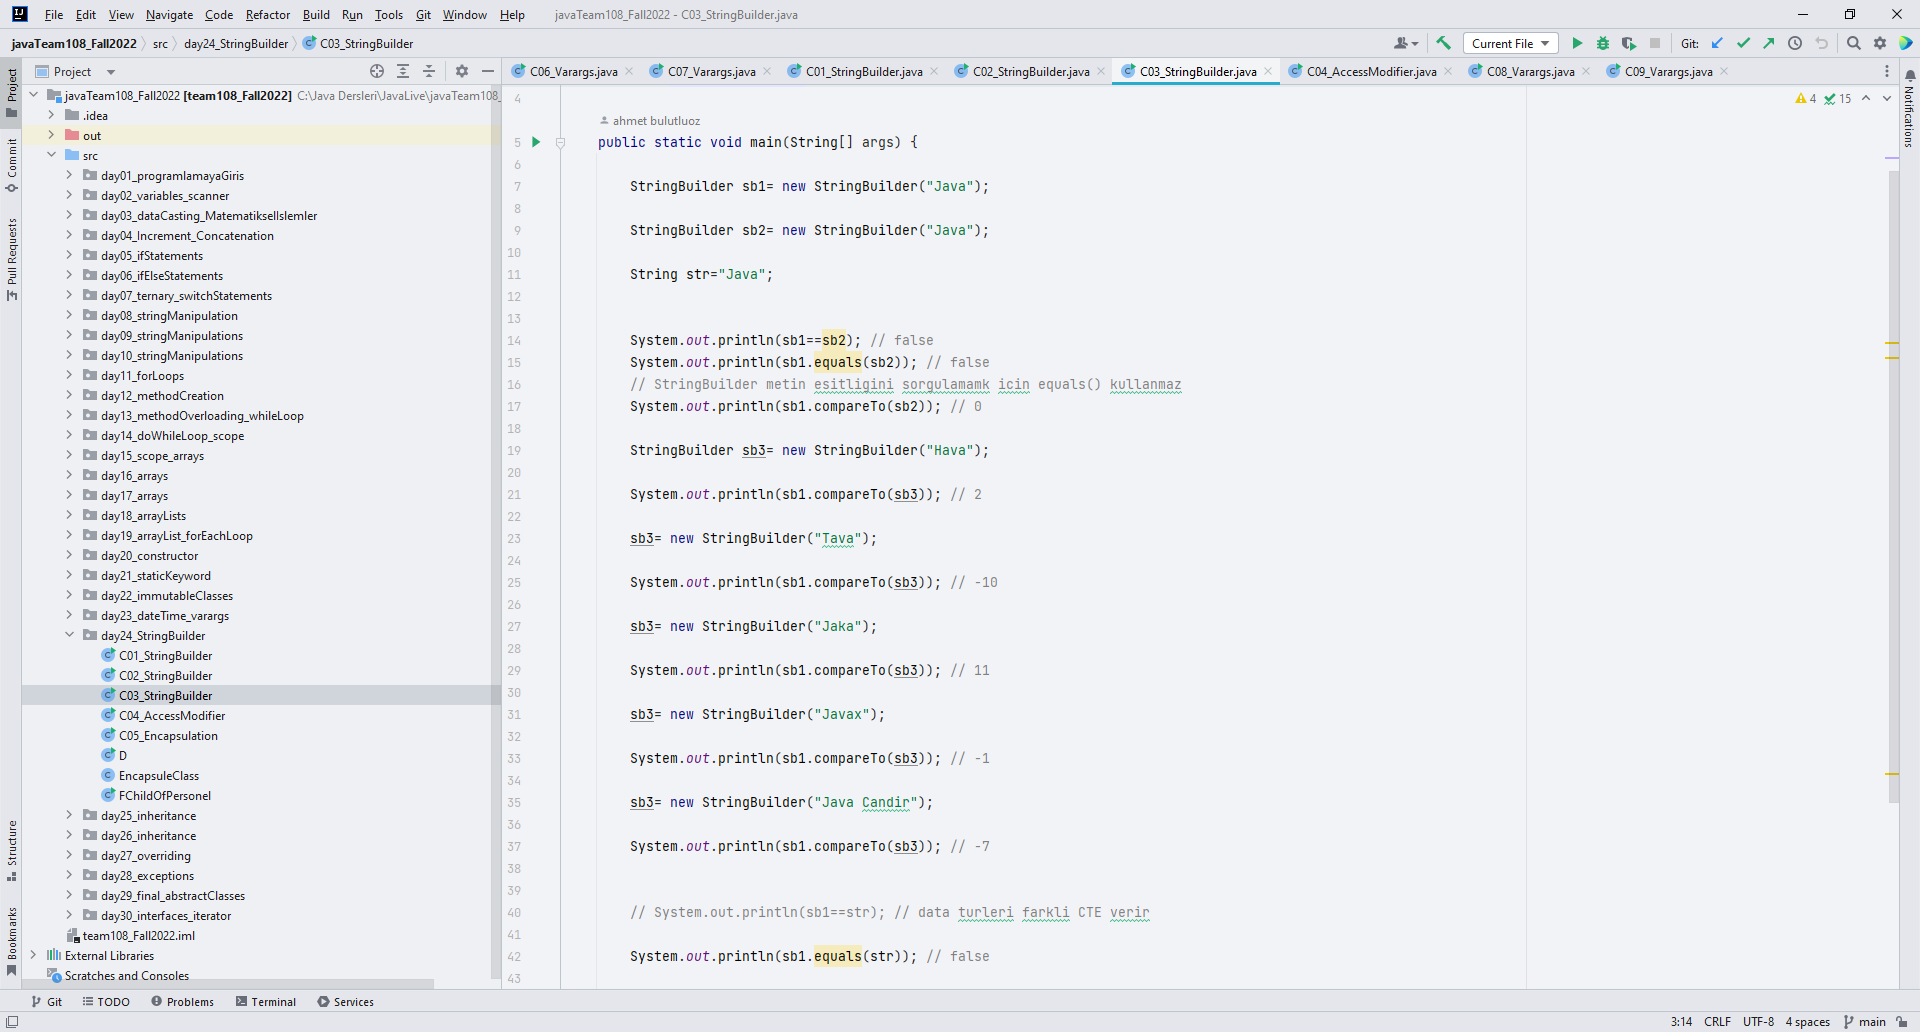 File Edit View Navigate Code Refactor Build Run Tools Git Window Help javaTeam108_Fall2022 - C03_StringBuilder.java
javaTeam108_Fall2022 src day24_StringBuilder C03_StringBuilder Current File Git:
Project C06_Varargs.java C07_Varargs.java C01_StringBuilder.java C02_StringBuilder.java C03_StringBuilder.java C04_AccessModifier.java C08_Varargs.java C09_Varargs.java
Project
Commit
Pull Requests
Structure
Bookmarks
Notifications
javaTeam108_Fall2022 [team108_Fall2022] C:\Java Dersleri\JavaLive\javaTeam108_
.idea
out
src
day01_programlamayaGiris
day02_variables_scanner
day03_dataCasting_MatematikselIslemler
day04_Increment_Concatenation
day05_ifStatements
day06_ifElseStatements
day07_ternary_switchStatements
day08_stringManipulation
day09_stringManipulations
day10_stringManipulations
day11_forLoops
day12_methodCreation
day13_methodOverloading_whileLoop
day14_doWhileLoop_scope
day15_scope_arrays
day16_arrays
day17_arrays
day18_arrayLists
day19_arrayList_forEachLoop
day20_constructor
day21_staticKeyword
day22_immutableClasses
day23_dateTime_varargs
day24_StringBuilder
C01_StringBuilder
C02_StringBuilder
C03_StringBuilder
C04_AccessModifier
C05_Encapsulation
D
EncapsuleClass
FChildOfPersonel
day25_inheritance
day26_inheritance
day27_overriding
day28_exceptions
day29_final_abstractClasses
day30_interfaces_iterator
team108_Fall2022.iml
External Libraries
Scratches and Consoles
4 4 15
ahmet bulutluoz
5 public static void main(String[] args) {
6
7 StringBuilder sb1= new StringBuilder("Java");
8
9 StringBuilder sb2= new StringBuilder("Java");
10
11 String str="Java";
12
13
14 System.out.println(sb1==sb2); // false
15 System.out.println(sb1.equals(sb2)); // false
16 // StringBuilder metin esitligini sorgulamamk icin equals() kullanmaz
17 System.out.println(sb1.compareTo(sb2)); // 0
18
19 StringBuilder sb3= new StringBuilder("Hava");
20
21 System.out.println(sb1.compareTo(sb3)); // 2
22
23 sb3= new StringBuilder("Tava");
24
25 System.out.println(sb1.compareTo(sb3)); // -10
26
27 sb3= new StringBuilder("Jaka");
28
29 System.out.println(sb1.compareTo(sb3)); // 11
30
31 sb3= new StringBuilder("Javax");
32
33 System.out.println(sb1.compareTo(sb3)); // -1
34
35 sb3= new StringBuilder("Java Candir");
36
37 System.out.println(sb1.compareTo(sb3)); // -7
38
39
40 // System.out.println(sb1==str); // data turleri farkli CTE verir
41
42 System.out.println(sb1.equals(str)); // false
43
Git TODO Problems Terminal Services
3:14 CRLF UTF-8 4 spaces main